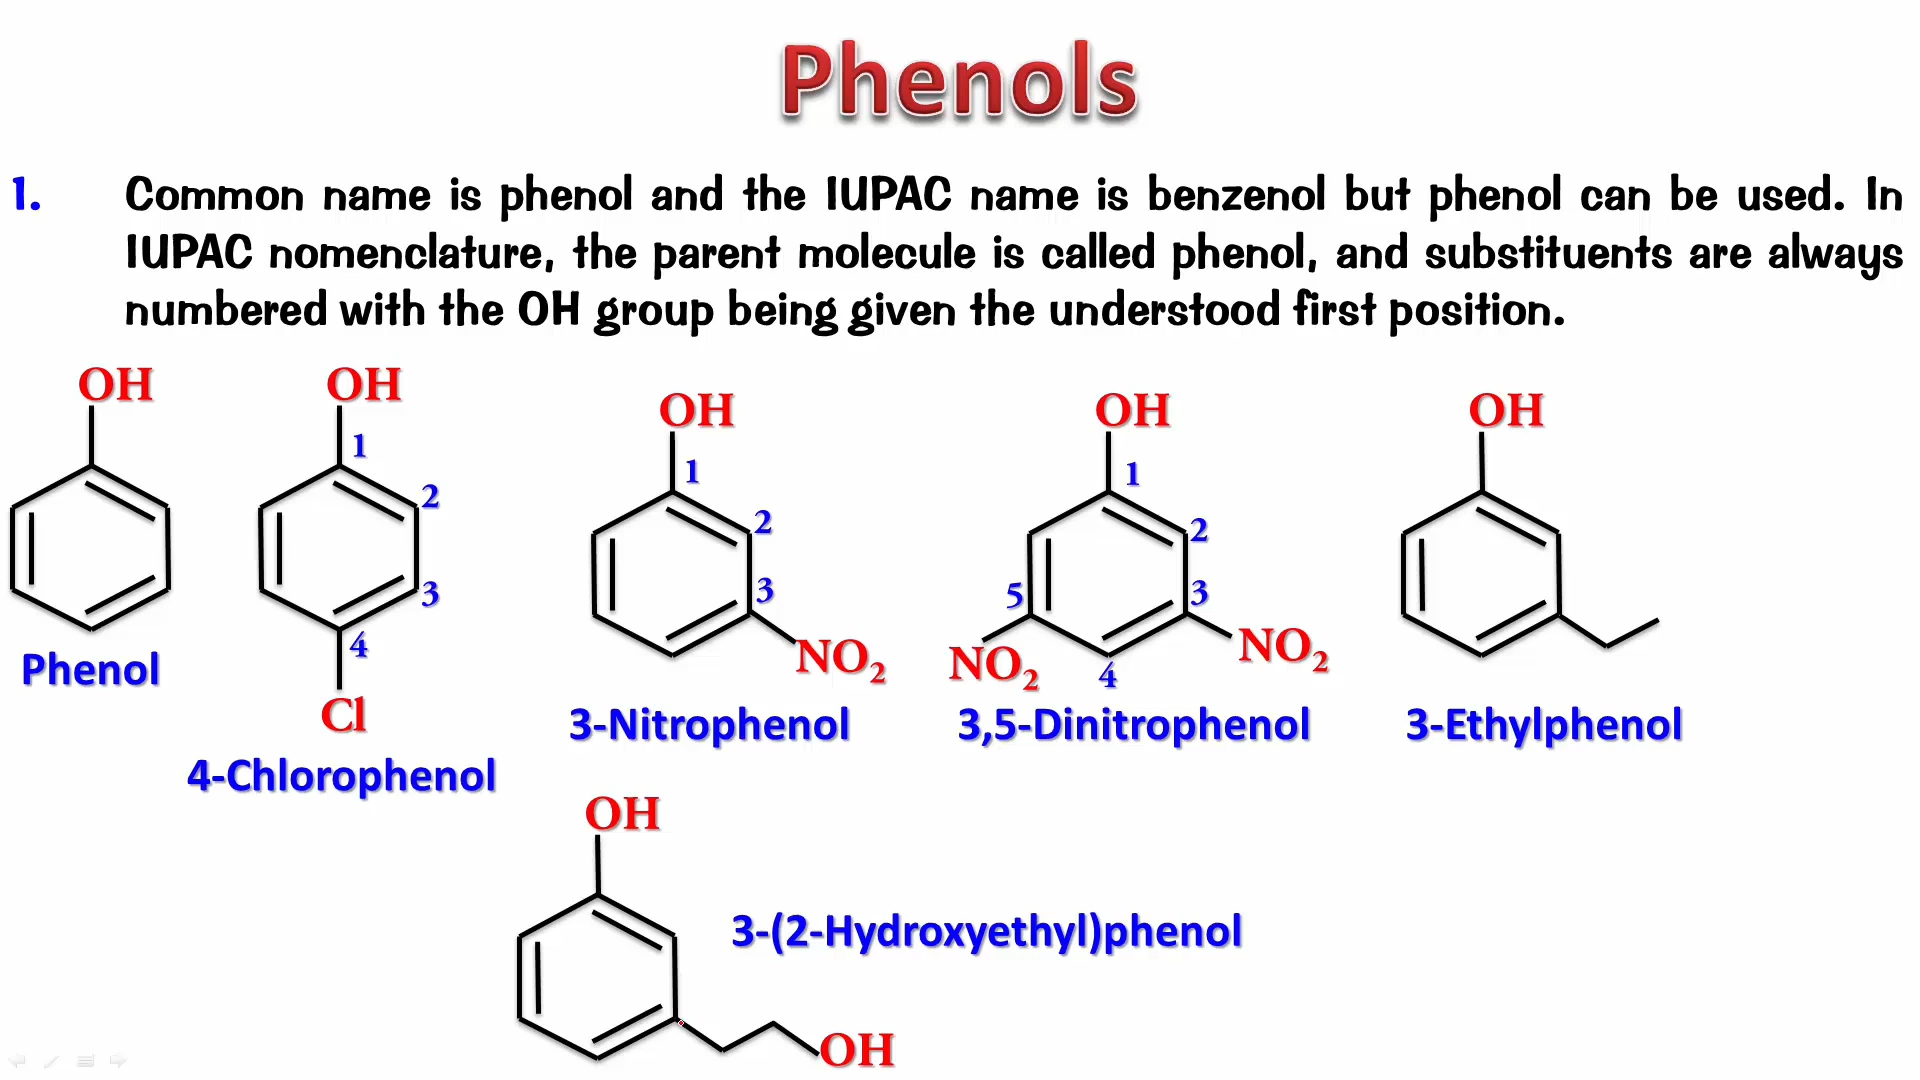 Phenols
1. Common name is phenol and the IUPAC name is benzenol but phenol can be used. In
IUPAC nomenclature, the parent molecule is called phenol, and substituents are always
numbered with the OH group being given the understood first position.
OH
Phenol
OH
1
2
3
4
Cl
4-Chlorophenol
OH
1
2
3
NO₂
3-Nitrophenol
OH
1
2
3
4
5
NO₂
NO₂
3,5-Dinitrophenol
OH
3-Ethylphenol
OH
OH
3-(2-Hydroxyethyl)phenol